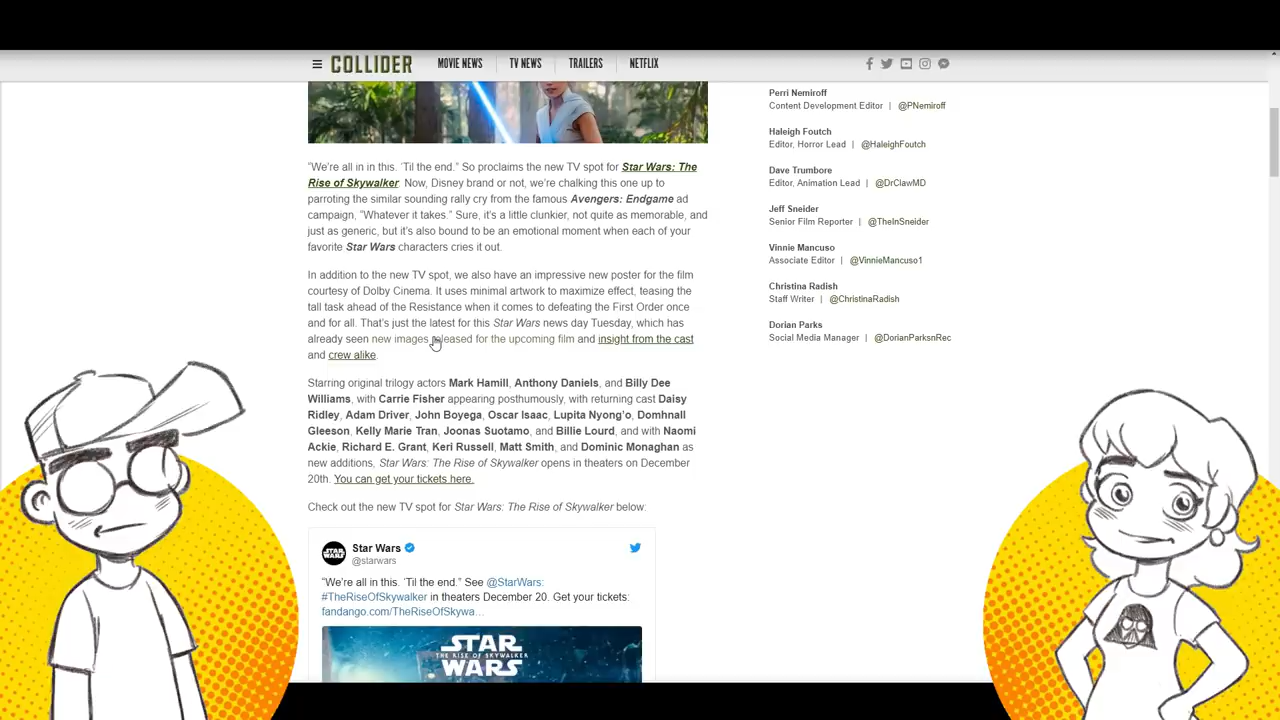 COLLIDER
MOVIE NEWS
TV NEWS
TRAILERS
NETFLIX
"We're all in in this. 'Til the end." So proclaims the new TV spot for Star Wars: The
Rise of Skywalker. Now, Disney brand or not, we're chalking this one up to
parroting the similar sounding rally cry from the famous Avengers: Endgame ad
campaign, "Whatever it takes." Sure, it's a little clunkier, not quite as memorable, and
just as generic, but it's also bound to be an emotional moment when each of your
favorite Star Wars characters cries it out.
In addition to the new TV spot, we also have an impressive new poster for the film
courtesy of Dolby Cinema. It uses minimal artwork to maximize effect, teasing the
tall task ahead of the Resistance when it comes to defeating the First Order once
and for all. That's just the latest for this Star Wars news day Tuesday, which has
already seen new images released for the upcoming film and insight from the cast
and crew alike.
Starring original trilogy actors Mark Hamill, Anthony Daniels, and Billy Dee
Williams, with Carrie Fisher appearing posthumously, with returning cast Daisy
Ridley, Adam Driver, John Boyega, Oscar Isaac, Lupita Nyong'o, Domhnall
Gleeson, Kelly Marie Tran, Joonas Suotamo, and Billie Lourd, and with Naomi
Ackie, Richard E. Grant, Keri Russell, Matt Smith, and Dominic Monaghan as
new additions, Star Wars: The Rise of Skywalker opens in theaters on December
20th. You can get your tickets here.
Check out the new TV spot for Star Wars: The Rise of Skywalker below:
Star Wars
@starwars
"We're all in this. 'Til the end." See @StarWars:
#TheRiseOfSkywalker in theaters December 20. Get your tickets:
fandango.com/TheRiseOfSkywa…
STAR
THE RISE OF SKYWALKER
WARS
Perri Nemiroff
Content Development Editor | @PNemiroff
Haleigh Foutch
Editor, Horror Lead | @HaleighFoutch
Dave Trumbore
Editor, Animation Lead | @DrClawMD
Jeff Sneider
Senior Film Reporter | @TheInSneider
Vinnie Mancuso
Associate Editor | @VinnieMancuso1
Christina Radish
Staff Writer | @ChristinaRadish
Dorian Parks
Social Media Manager | @DorianParksnRec